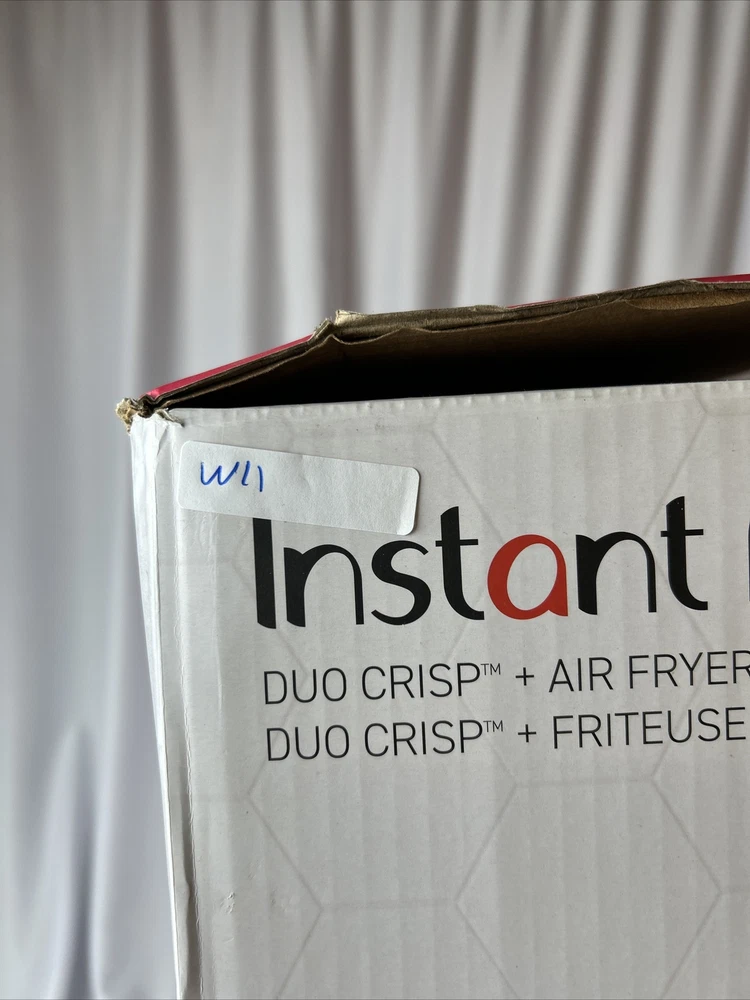 W11
Instant
DUO CRISP™ + AIR FRYER
DUO CRISP™ + FRITEUSE